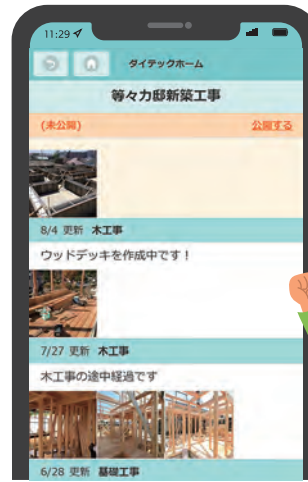 11:29
ダイテックホーム
等々力邸新築工事
(未公開) 公開する
8/4 更新 木工事
ウッドデッキを作成中です！
7/27 更新 木工事
木工事の途中経過です
6/28 更新 基礎工事